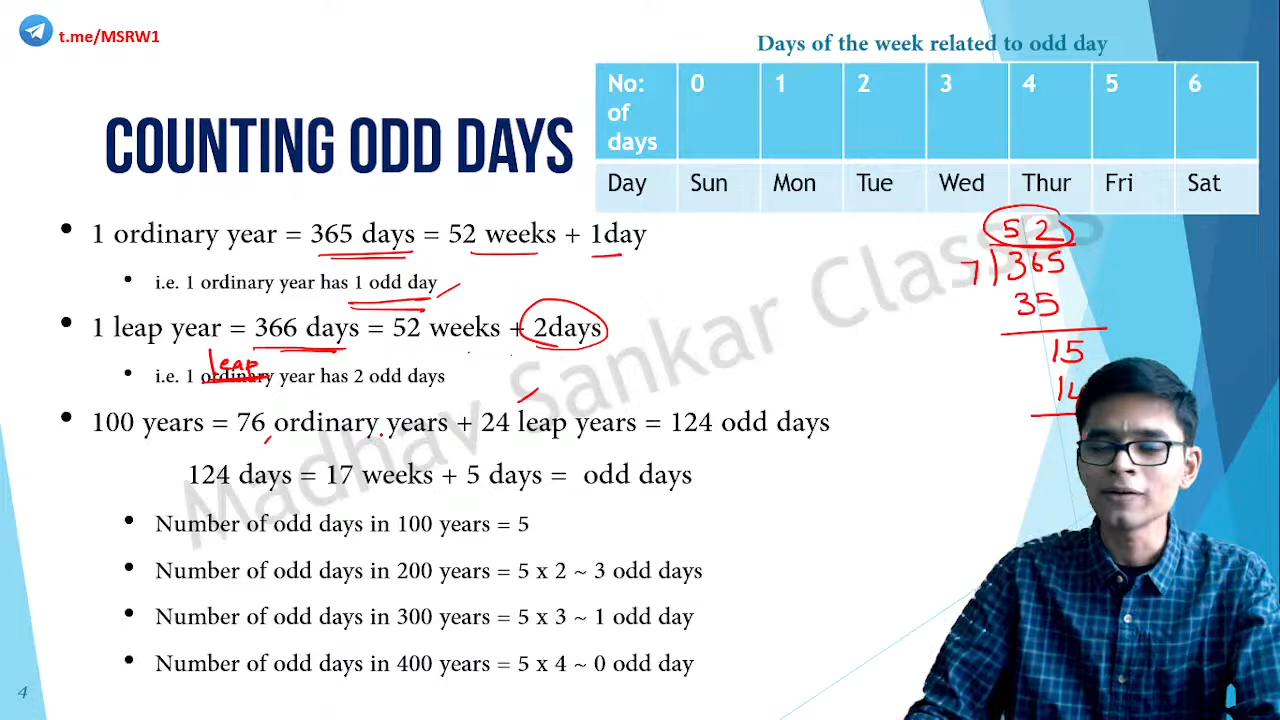 t.me/MSRW1
Days of the week related to odd day
No: of days 0 1 2 3 4 5 6
Day Sun Mon Tue Wed Thur Fri Sat
COUNTING ODD DAYS
• 1 ordinary year = 365 days = 52 weeks + 1day
• i.e. 1 ordinary year has 1 odd day
• 1 leap year = 366 days = 52 weeks + 2days
leap
• i.e. 1 ordinary year has 2 odd days
• 100 years = 76 ordinary years + 24 leap years = 124 odd days
124 days = 17 weeks + 5 days = odd days
• Number of odd days in 100 years = 5
• Number of odd days in 200 years = 5 x 2 ~ 3 odd days
• Number of odd days in 300 years = 5 x 3 ~ 1 odd day
• Number of odd days in 400 years = 5 x 4 ~ 0 odd day
52
7)365
35
15
14
Madhav Sankar Classes
4